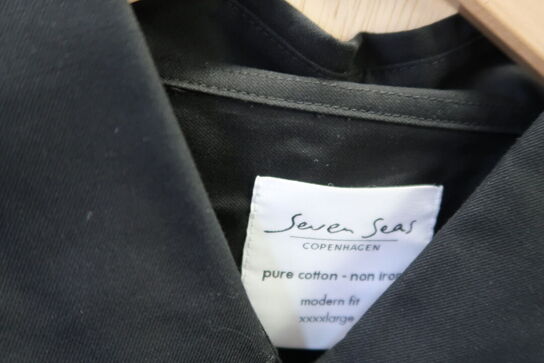 Seven Seas
COPENHAGEN
pure cotton - non iron
modern fit
xxxxlarge